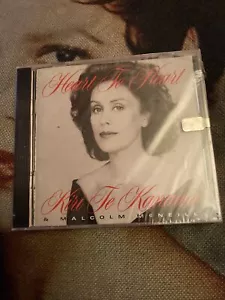 Heart To Heart
Kiri Te Kanawa
& MALCOLM McNEILL